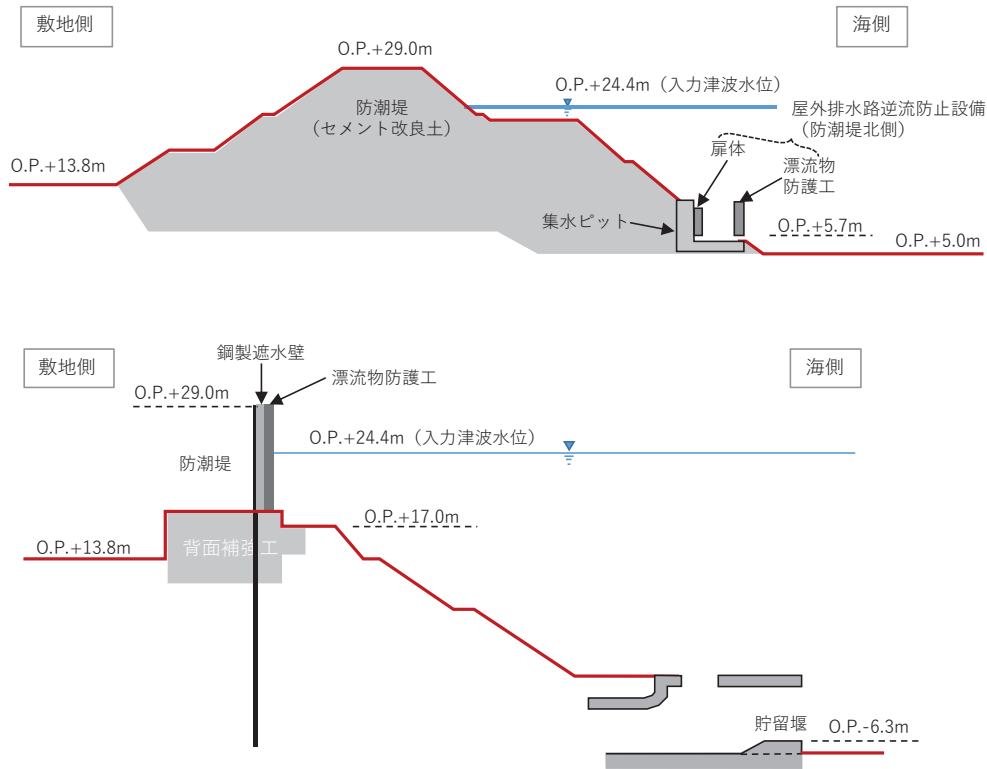 敷地側
海側
O.P.+29.0m
O.P.+24.4m（入力津波水位）
防潮堤
（セメント改良土）
屋外排水路逆流防止設備
（防潮堤北側）
扉体
漂流物
防護工
O.P.+13.8m
集水ピット
O.P.+5.7m
O.P.+5.0m
敷地側
鋼製遮水壁
海側
漂流物防護工
O.P.+29.0m
O.P.+24.4m（入力津波水位）
防潮堤
O.P.+17.0m
O.P.+13.8m
背面補強工
貯留堰
O.P.-6.3m